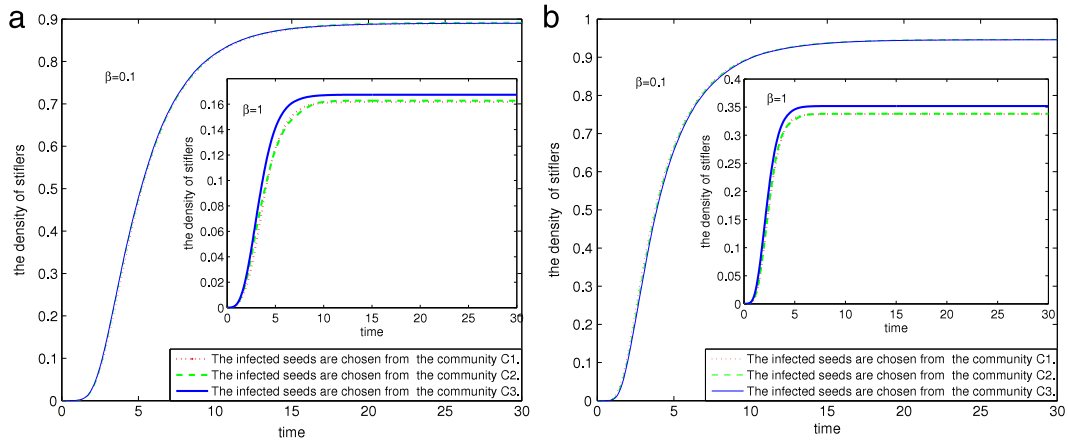 a
0.9
0.8
0.7
0.6
0.5
0.4
0.3
0.2
0.1
0
the density of stiflers
β=0.1
0 5 10 15 20 25 30
time
0.16
0.12
0.08
0.04
0
the density of stiflers
β=1
0 5 10 15 20 25 30
time
The infected seeds are chosen from the community C1.
The infected seeds are chosen from the community C2.
The infected seeds are chosen from the community C3.
b
1
0.9
0.8
0.7
0.6
0.5
0.4
0.3
0.2
0.1
0
the density of stiflers
β=0.1
0 5 10 15 20 25 30
time
0.4
0.35
0.3
0.25
0.2
0.15
0.1
0.05
0
the density of stiflers
β=1
0 5 10 15 20 25 30
time
The infected seeds are chosen from the community C1.
The infected seeds are chosen from the community C2.
The infected seeds are chosen from the community C3.